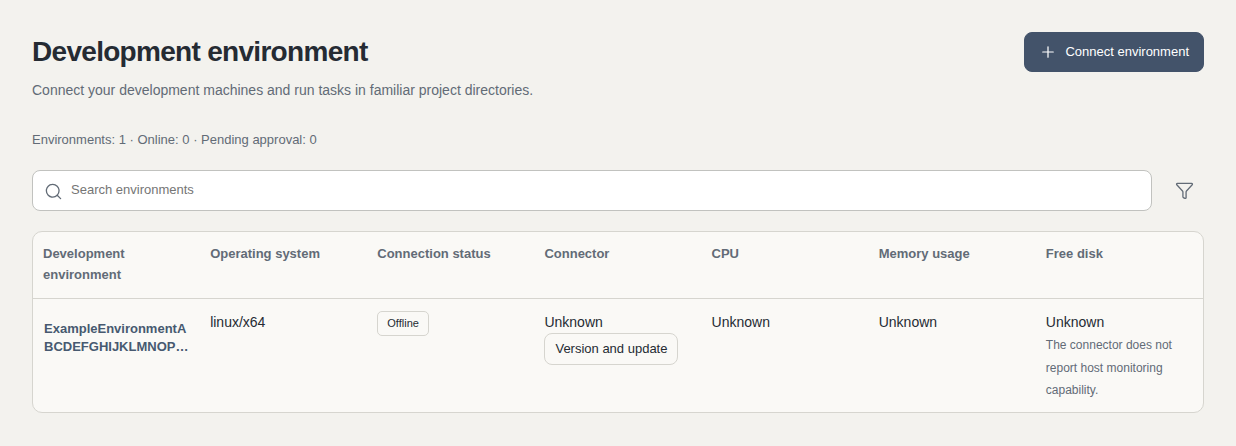 Development environment
Connect environment
Connect your development machines and run tasks in familiar project directories.
Environments: 1 · Online: 0 · Pending approval: 0
Search environments
Development
environment
Operating system
Connection status
Connector
CPU
Memory usage
Free disk
ExampleEnvironmentA
BCDEFGHIJKLMNOP…
linux/x64
Offline
Unknown
Version and update
Unknown
Unknown
Unknown
The connector does not
report host monitoring
capability.